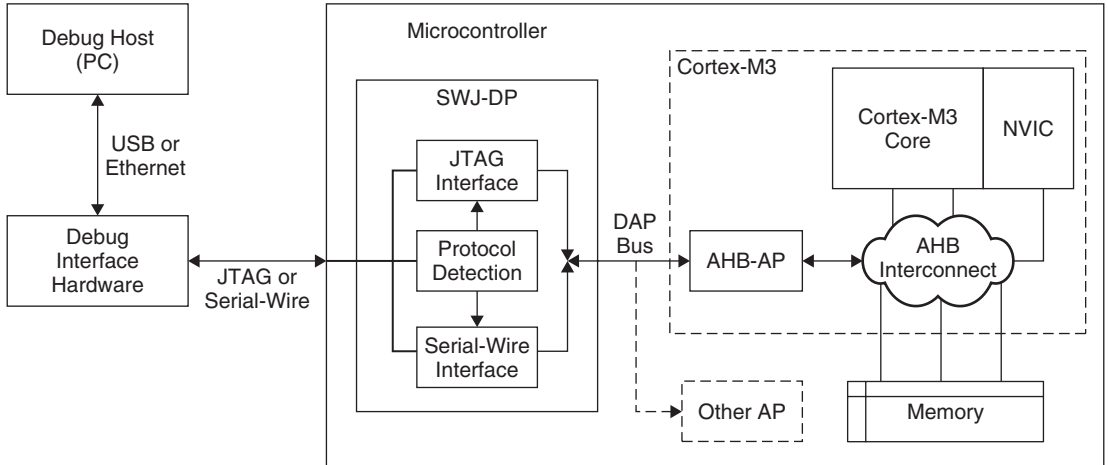 Debug Host
(PC)
USB or
Ethernet
Debug
Interface
Hardware
JTAG or
Serial-Wire
Microcontroller
SWJ-DP
JTAG
Interface
Protocol
Detection
Serial-Wire
Interface
DAP
Bus
Other AP
Cortex-M3
Cortex-M3
Core
NVIC
AHB-AP
AHB
Interconnect
Memory